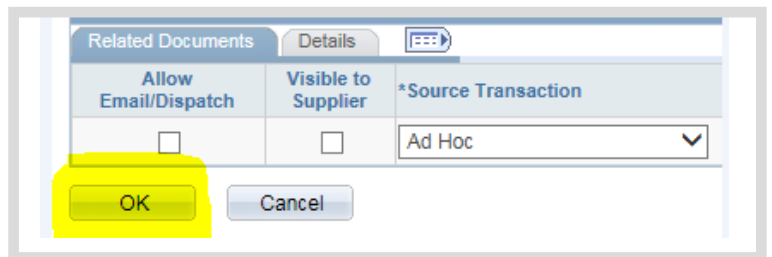 Related Documents Details
Allow Email/Dispatch Visible to Supplier *Source Transaction
Ad Hoc
OK Cancel